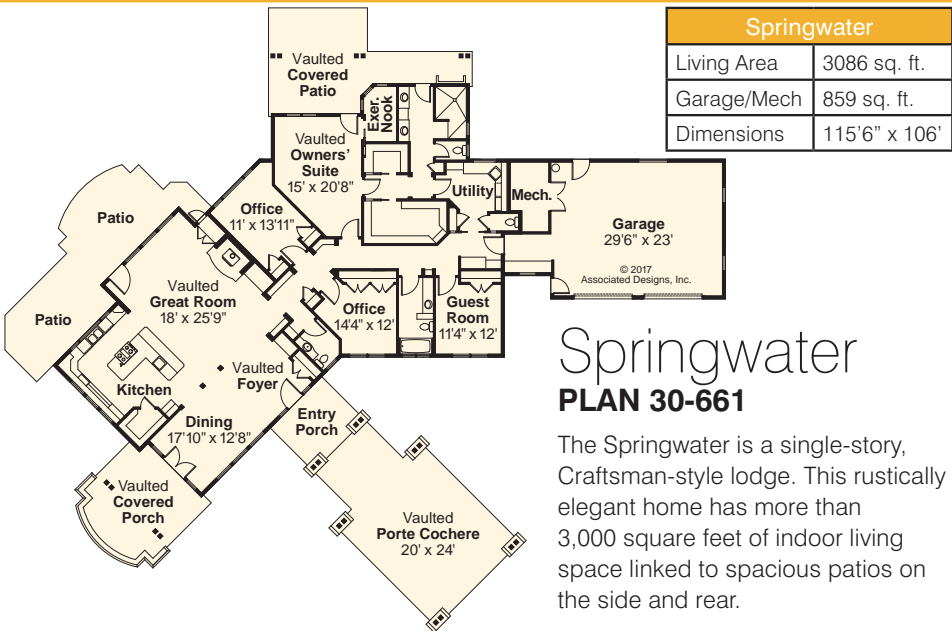 Springwater
Living Area 3086 sq. ft.
Garage/Mech 859 sq. ft.
Dimensions 115'6” x 106'
Vaulted
Covered
Patio
Exer.
Nook
Vaulted
Owners'
Suite
15' x 20'8"
Utility
Mech.
Garage
29'6" x 23'
© 2017
Associated Designs, Inc.
Office
11' x 13'11"
Patio
Vaulted
Great Room
18' x 25'9"
Patio
Office
14'4" x 12'
Guest
Room
11'4" x 12'
Kitchen
Vaulted
Foyer
Dining
17'10" x 12'8"
Entry
Porch
Vaulted
Covered
Porch
Vaulted
Porte Cochere
20' x 24'
Springwater
PLAN 30-661
The Springwater is a single-story,
Craftsman-style lodge. This rustically
elegant home has more than
3,000 square feet of indoor living
space linked to spacious patios on
the side and rear.